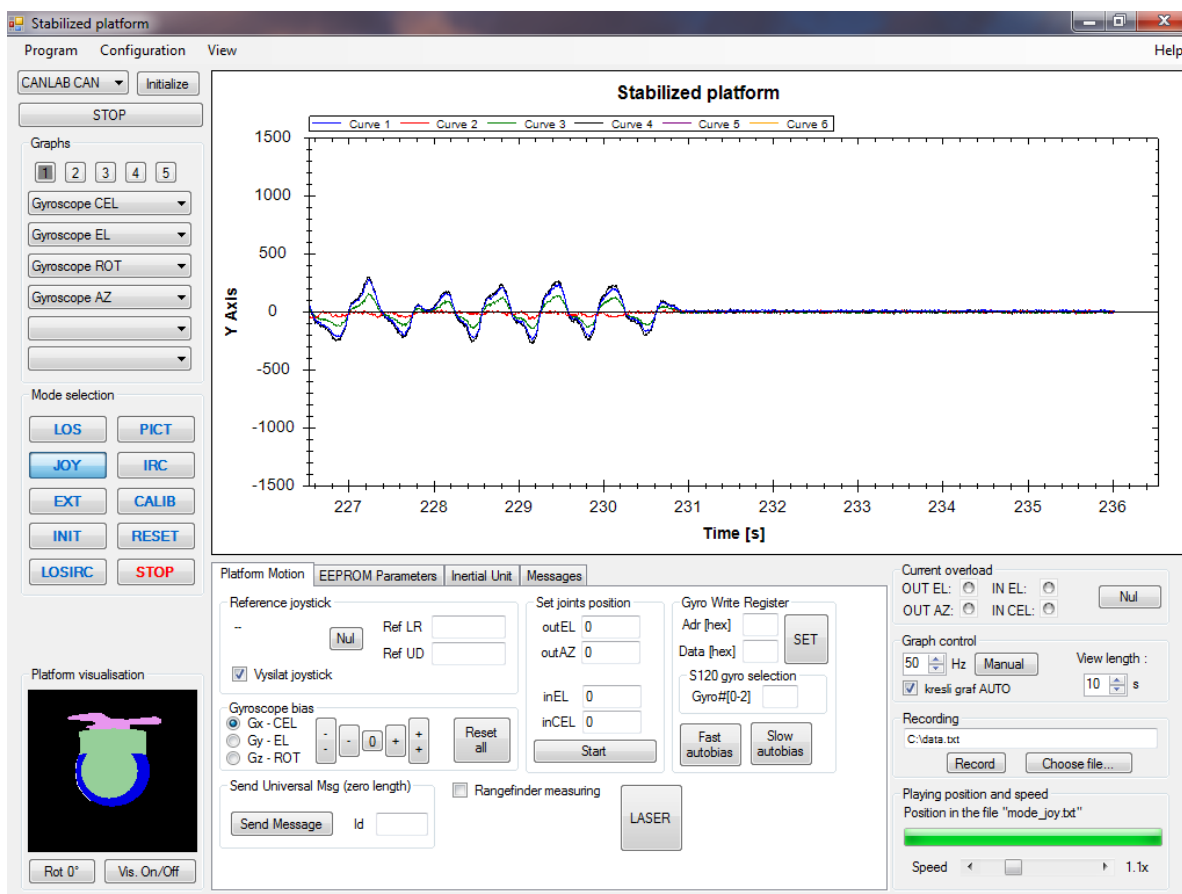 Stabilized platform
Program Configuration View Help
CANLAB CAN Initialize
STOP
Graphs
1 2 3 4 5
Gyroscope CEL
Gyroscope EL
Gyroscope ROT
Gyroscope AZ
Mode selection
LOS PICT
JOY IRC
EXT CALIB
INIT RESET
LOSIRC STOP
Platform visualisation
Rot 0° Vis. On/Off
Stabilized platform
Curve 1 Curve 2 Curve 3 Curve 4 Curve 5 Curve 6
Y Axis
1500
1000
500
0
-500
-1000
-1500
227 228 229 230 231 232 233 234 235 236
Time [s]
Platform Motion EEPROM Parameters Inertial Unit Messages
Reference joystick
--
Nul
Ref LR
Ref UD
Vysilat joystick
Gyroscope bias
Gx - CEL
Gy - EL
Gz - ROT
- - - 0 + + +
Reset all
Send Universal Msg (zero length)
Send Message Id
Set joints position
outEL 0
outAZ 0
inEL 0
inCEL 0
Start
Rangefinder measuring
LASER
Gyro Write Register
Adr [hex]
Data [hex]
SET
S120 gyro selection
Gyro#[0-2]
Fast autobias
Slow autobias
Current overload
OUT EL: IN EL:
OUT AZ: IN CEL:
Nul
Graph control
50 Hz Manual
kresli graf AUTO
View length :
10 s
Recording
C:\data.txt
Record Choose file...
Playing position and speed
Position in the file "mode_joy.txt"
Speed 1.1x